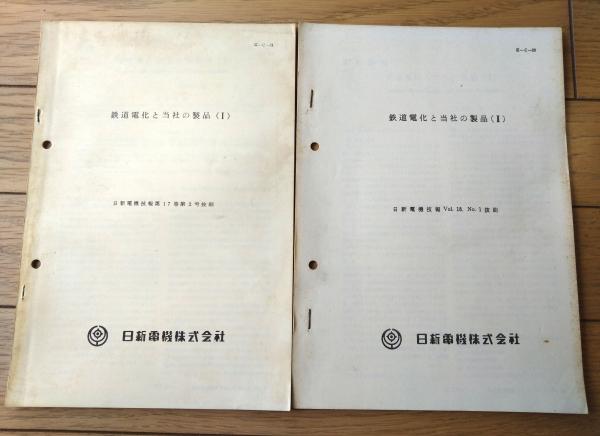 鉄道電化と当社の製品(I)
日新電機技報第17巻第2号抜刷
日新電機株式会社
鉄道電化と当社の製品(I)
日新電機技報 Vol. 18, No. 1 抜刷
日新電機株式会社